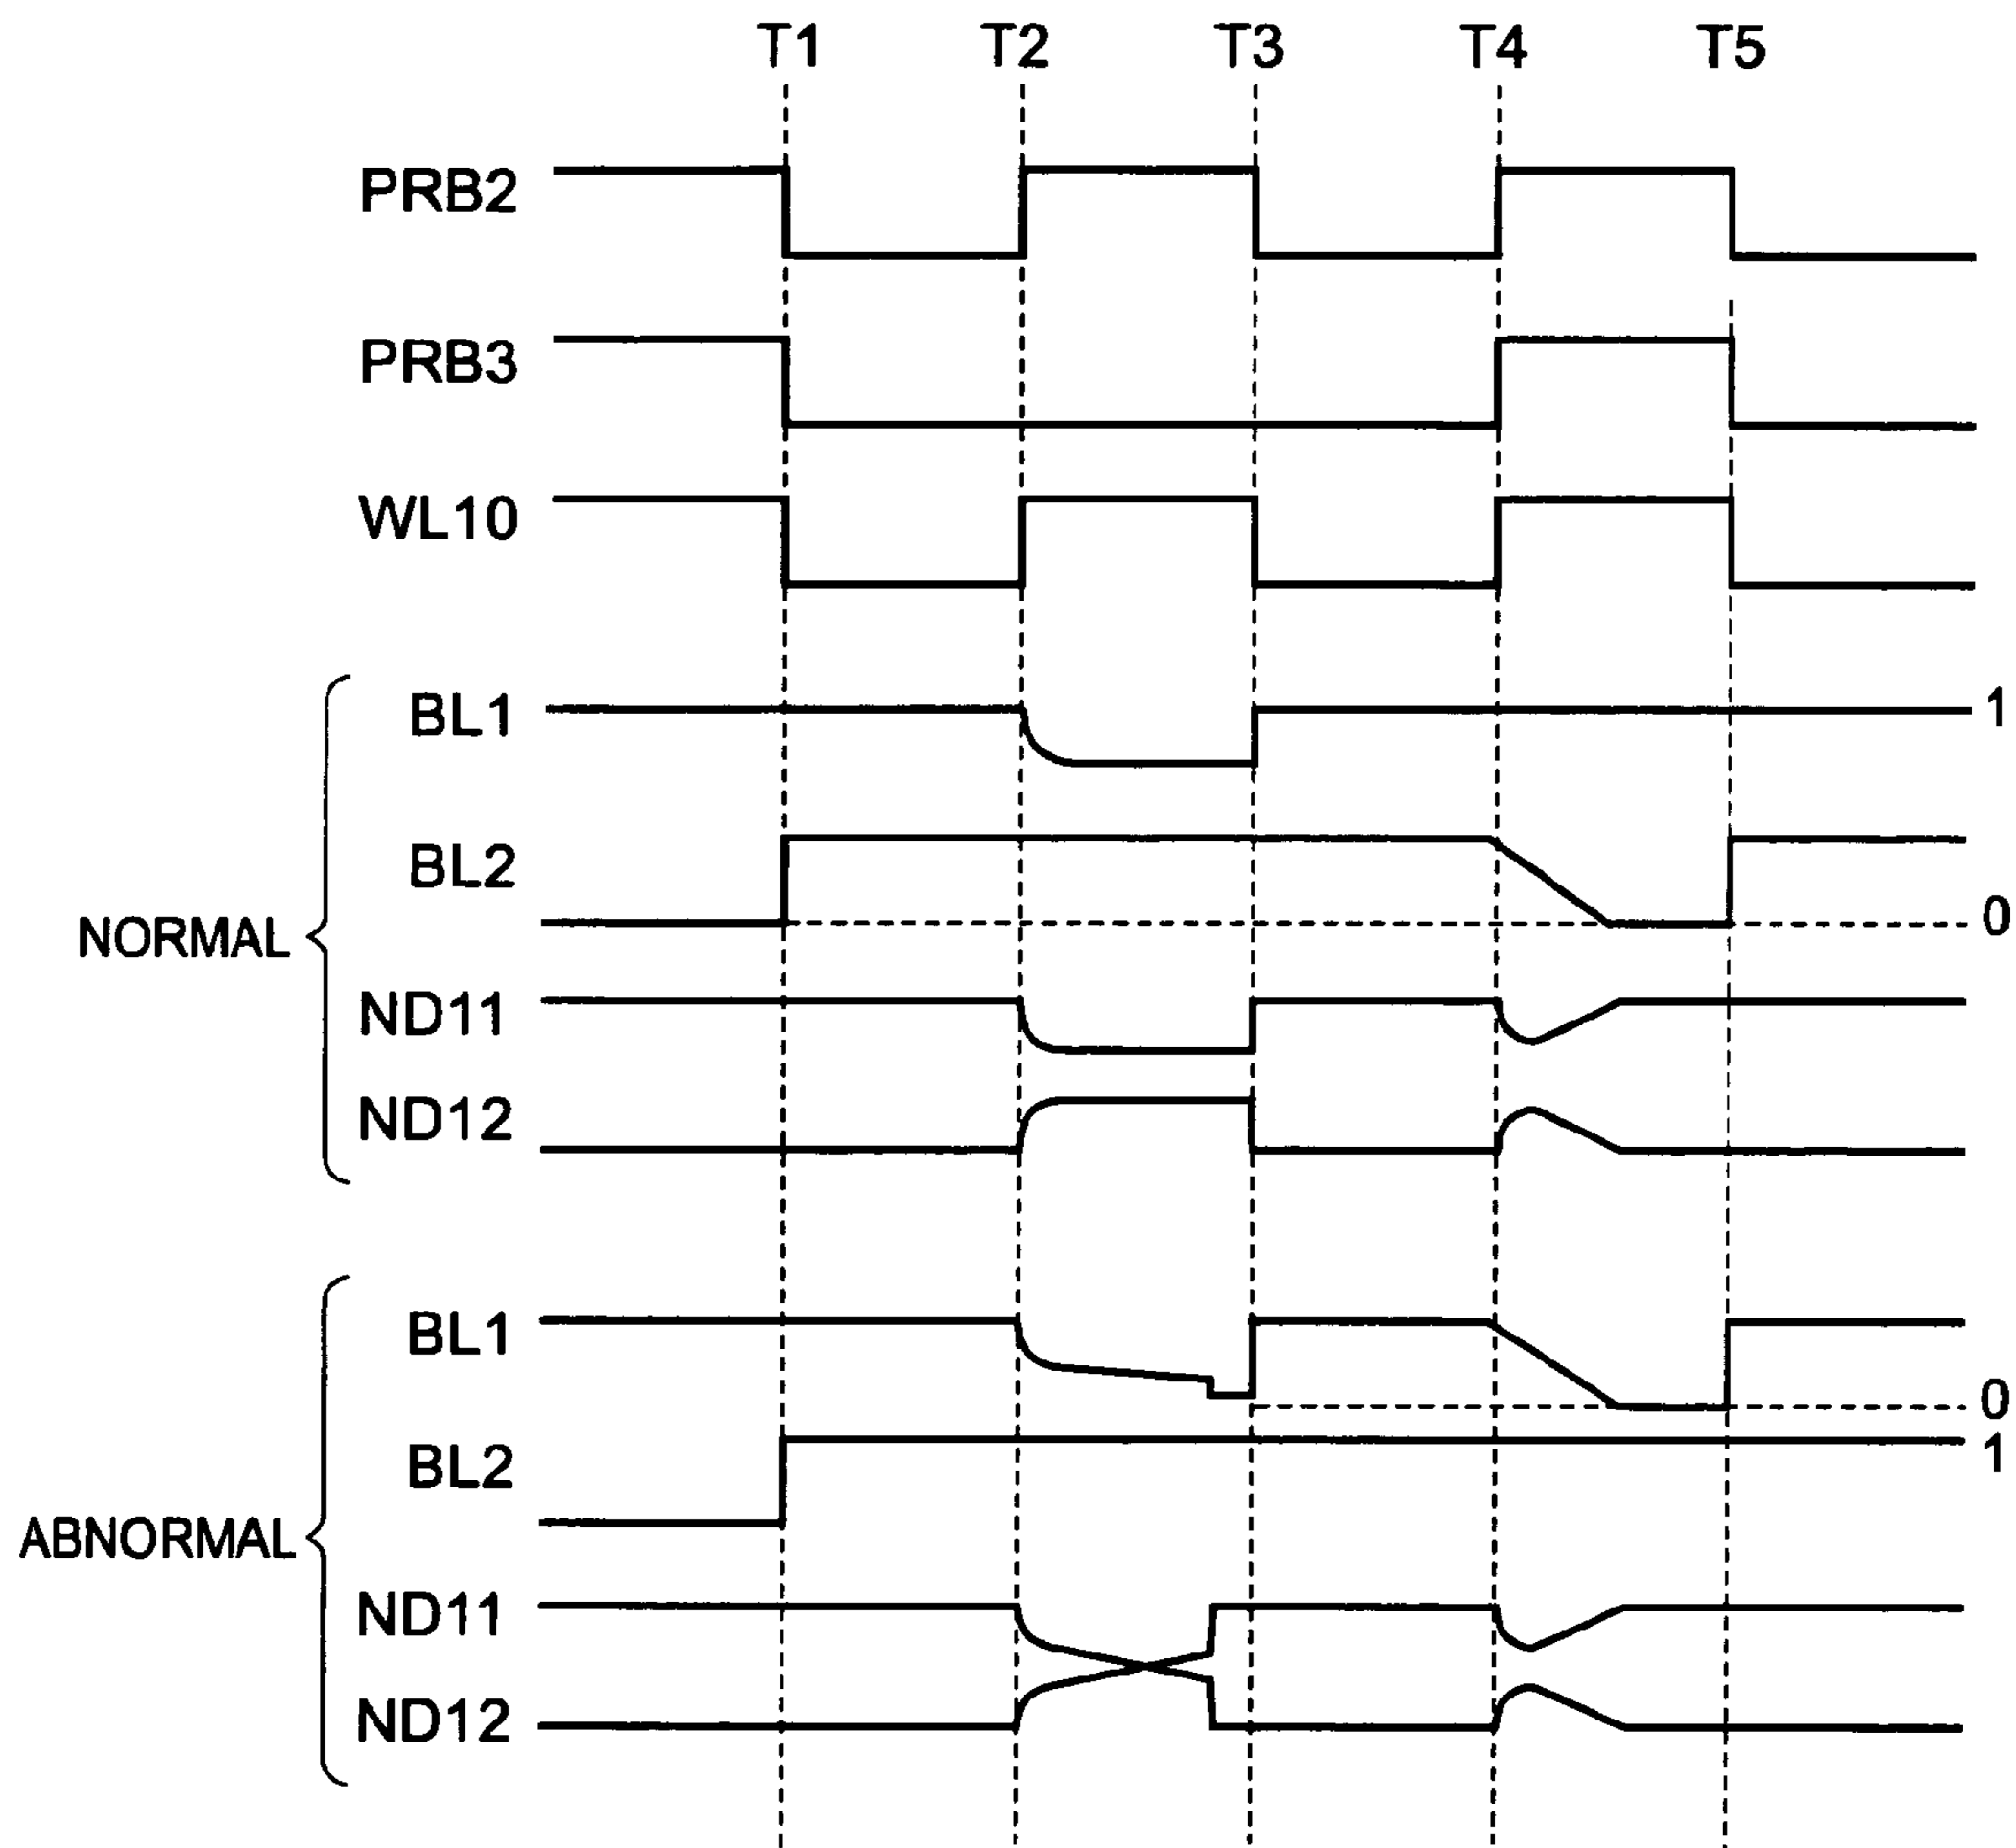 T1 T2 T3 T4 T5
PRB2
PRB3
WL10
BL1 1
BL2
0
NORMAL
ND11
ND12
BL1
0
BL2 1
ABNORMAL
ND11
ND12